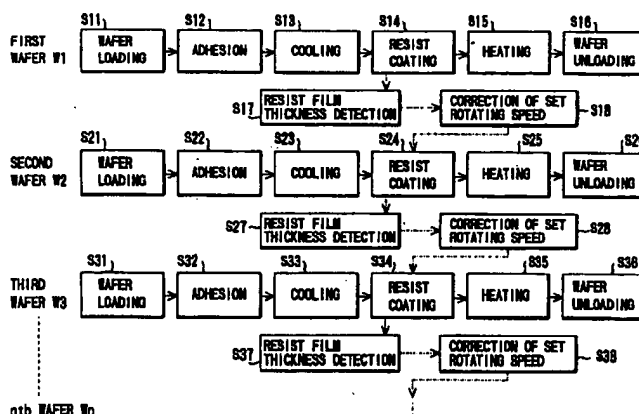 S11 S12 S13 S14 S15 S16
FIRST
WAFER W1
WAFER
LOADING
ADHESION
COOLING
RESIST
COATING
HEATING
WAFER
UNLOADING
S17
RESIST FILM
THICKNESS DETECTION
CORRECTION OF SET
ROTATING SPEED
S18
S21 S22 S23 S24 S25
SECOND
WAFER W2
WAFER
LOADING
ADHESION
COOLING
RESIST
COATING
HEATING
WAFER
UNLOADING
S27
RESIST FILM
THICKNESS DETECTION
CORRECTION OF SET
ROTATING SPEED
S28
S31 S32 S33 S34 S35 S36
THIRD
WAFER W3
WAFER
LOADING
ADHESION
COOLING
RESIST
COATING
HEATING
WAFER
UNLOADING
S37
RESIST FILM
THICKNESS DETECTION
CORRECTION OF SET
ROTATING SPEED
S38
nth WAFER Wn